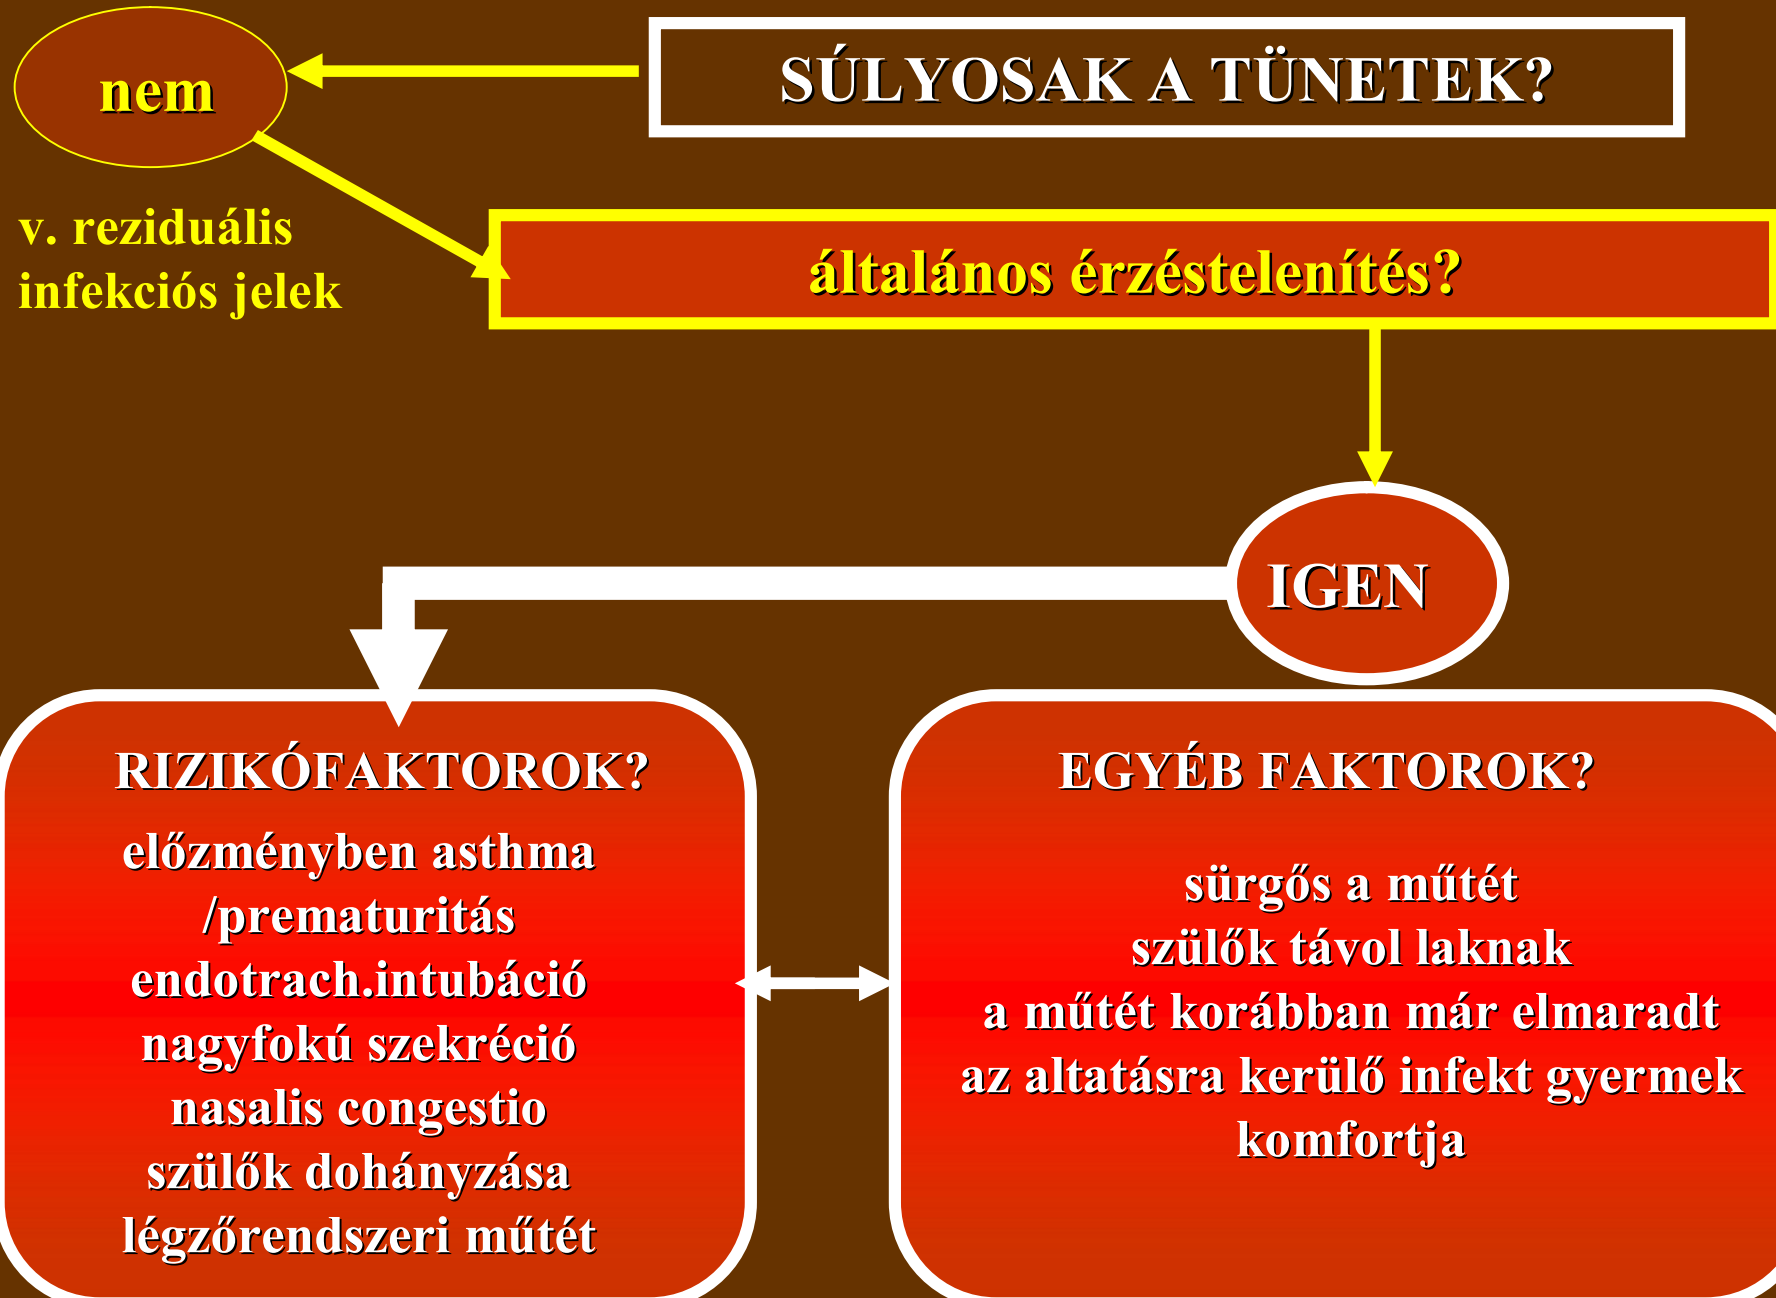 SÚLYOSAK A TÜNETEK?
nem
v. reziduális
infekciós jelek
általános érzéstelenítés?
IGEN
RIZIKÓFAKTOROK?
előzményben asthma
/prematuritás
endotrach.intubáció
nagyfokú szekréció
nasalis congestio
szülők dohányzása
légzőrendszeri műtét
EGYÉB FAKTOROK?
sürgős a műtét
szülők távol laknak
a műtét korábban már elmaradt
az altatásra kerülő infekt gyermek
komfortja